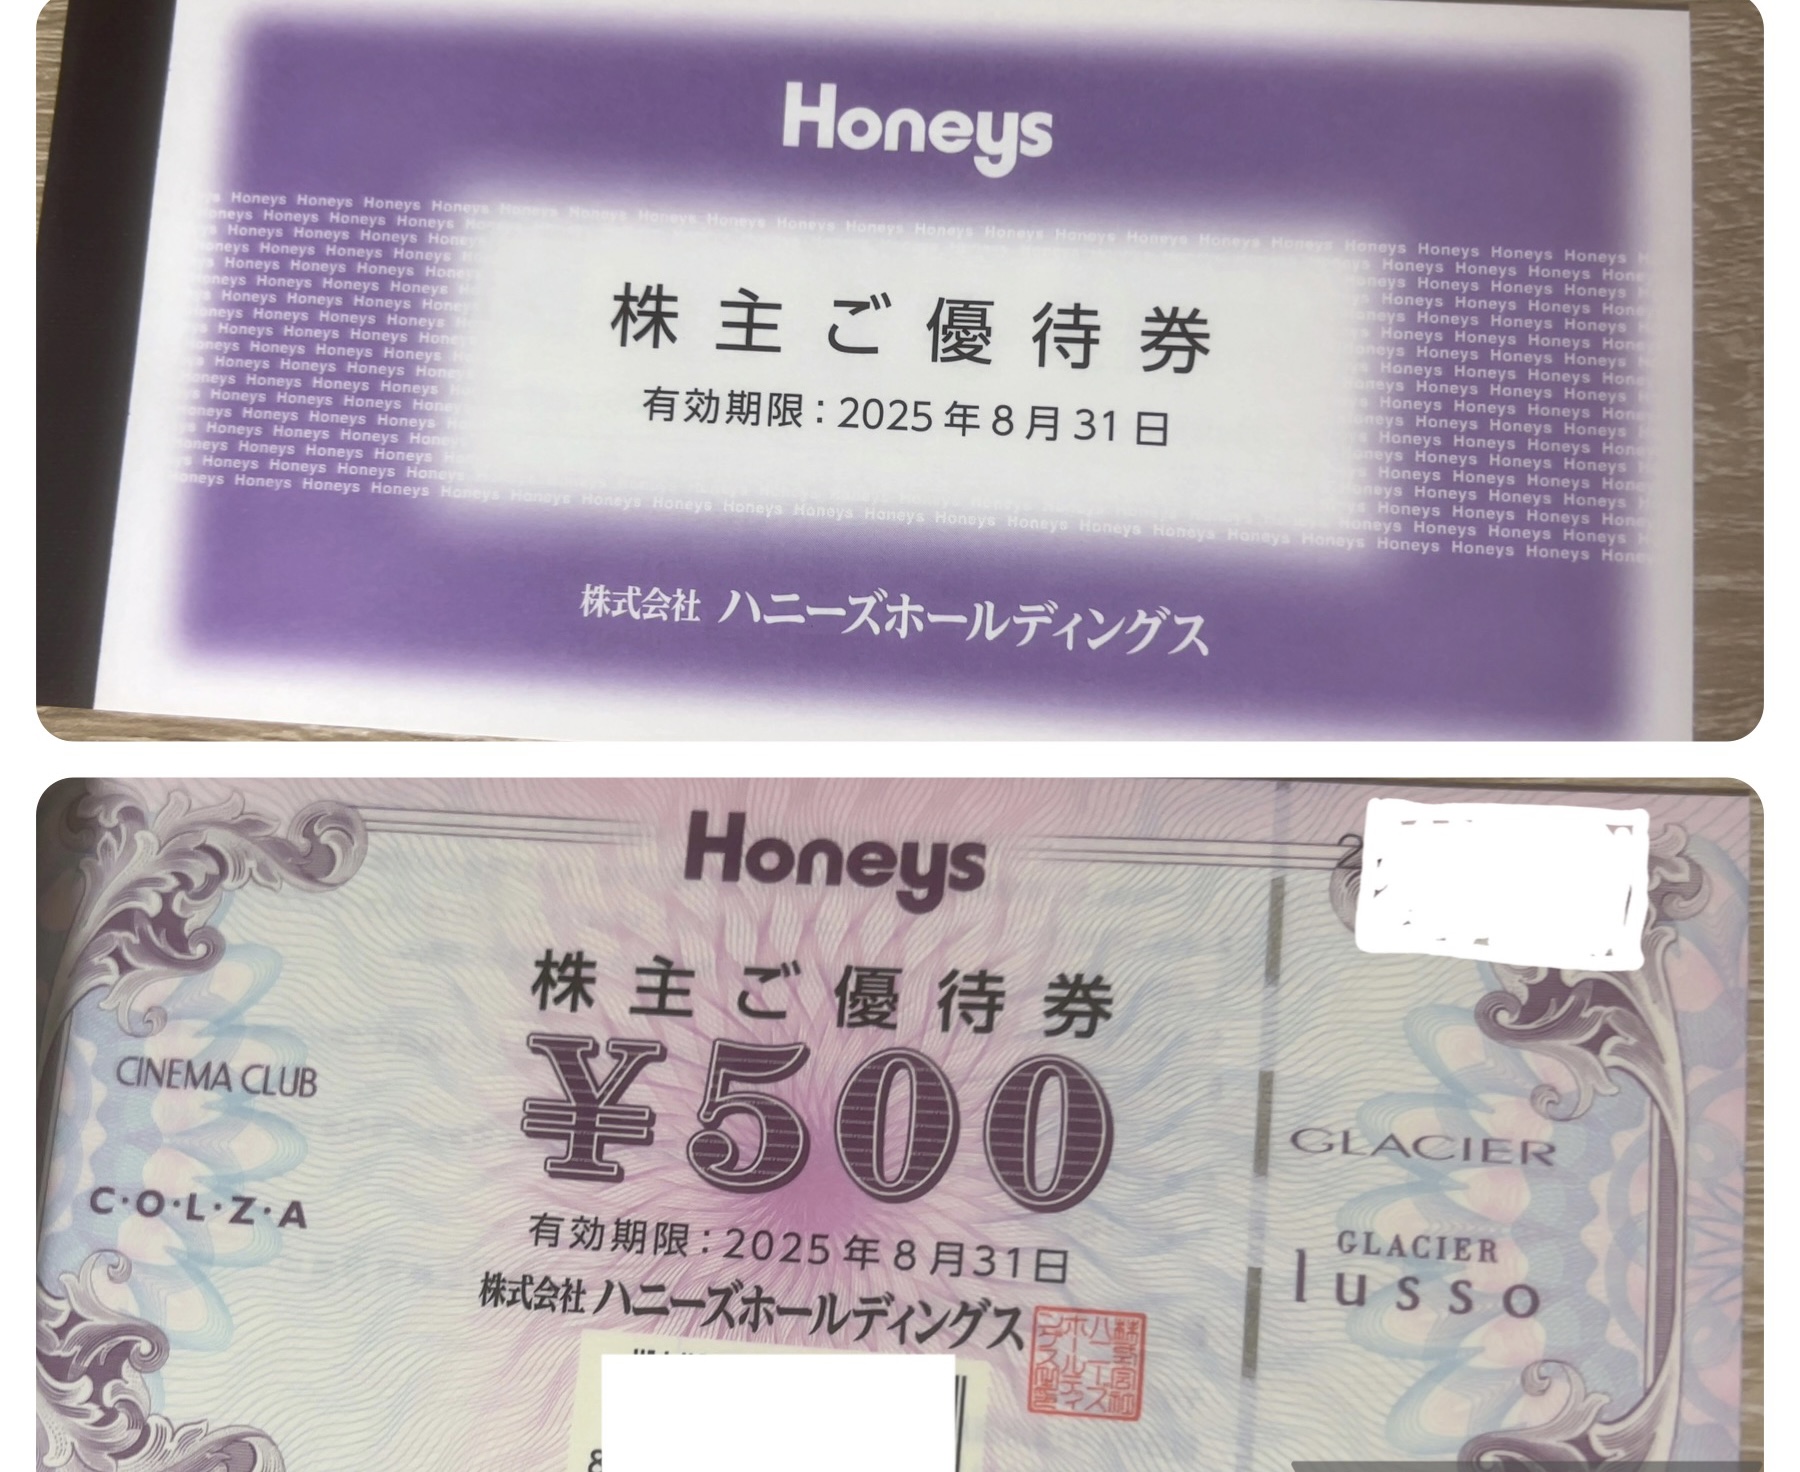 Honeys
株主ご優待券
有効期限：2025年8月31日
株式会社 ハニーズホールディングス
Honeys
株主ご優待券
¥500
CINEMA CLUB
C·O·L·Z·A
GLACIER
GLACIER
lusso
有効期限：2025年8月31日
株式会社 ハニーズホールディングス